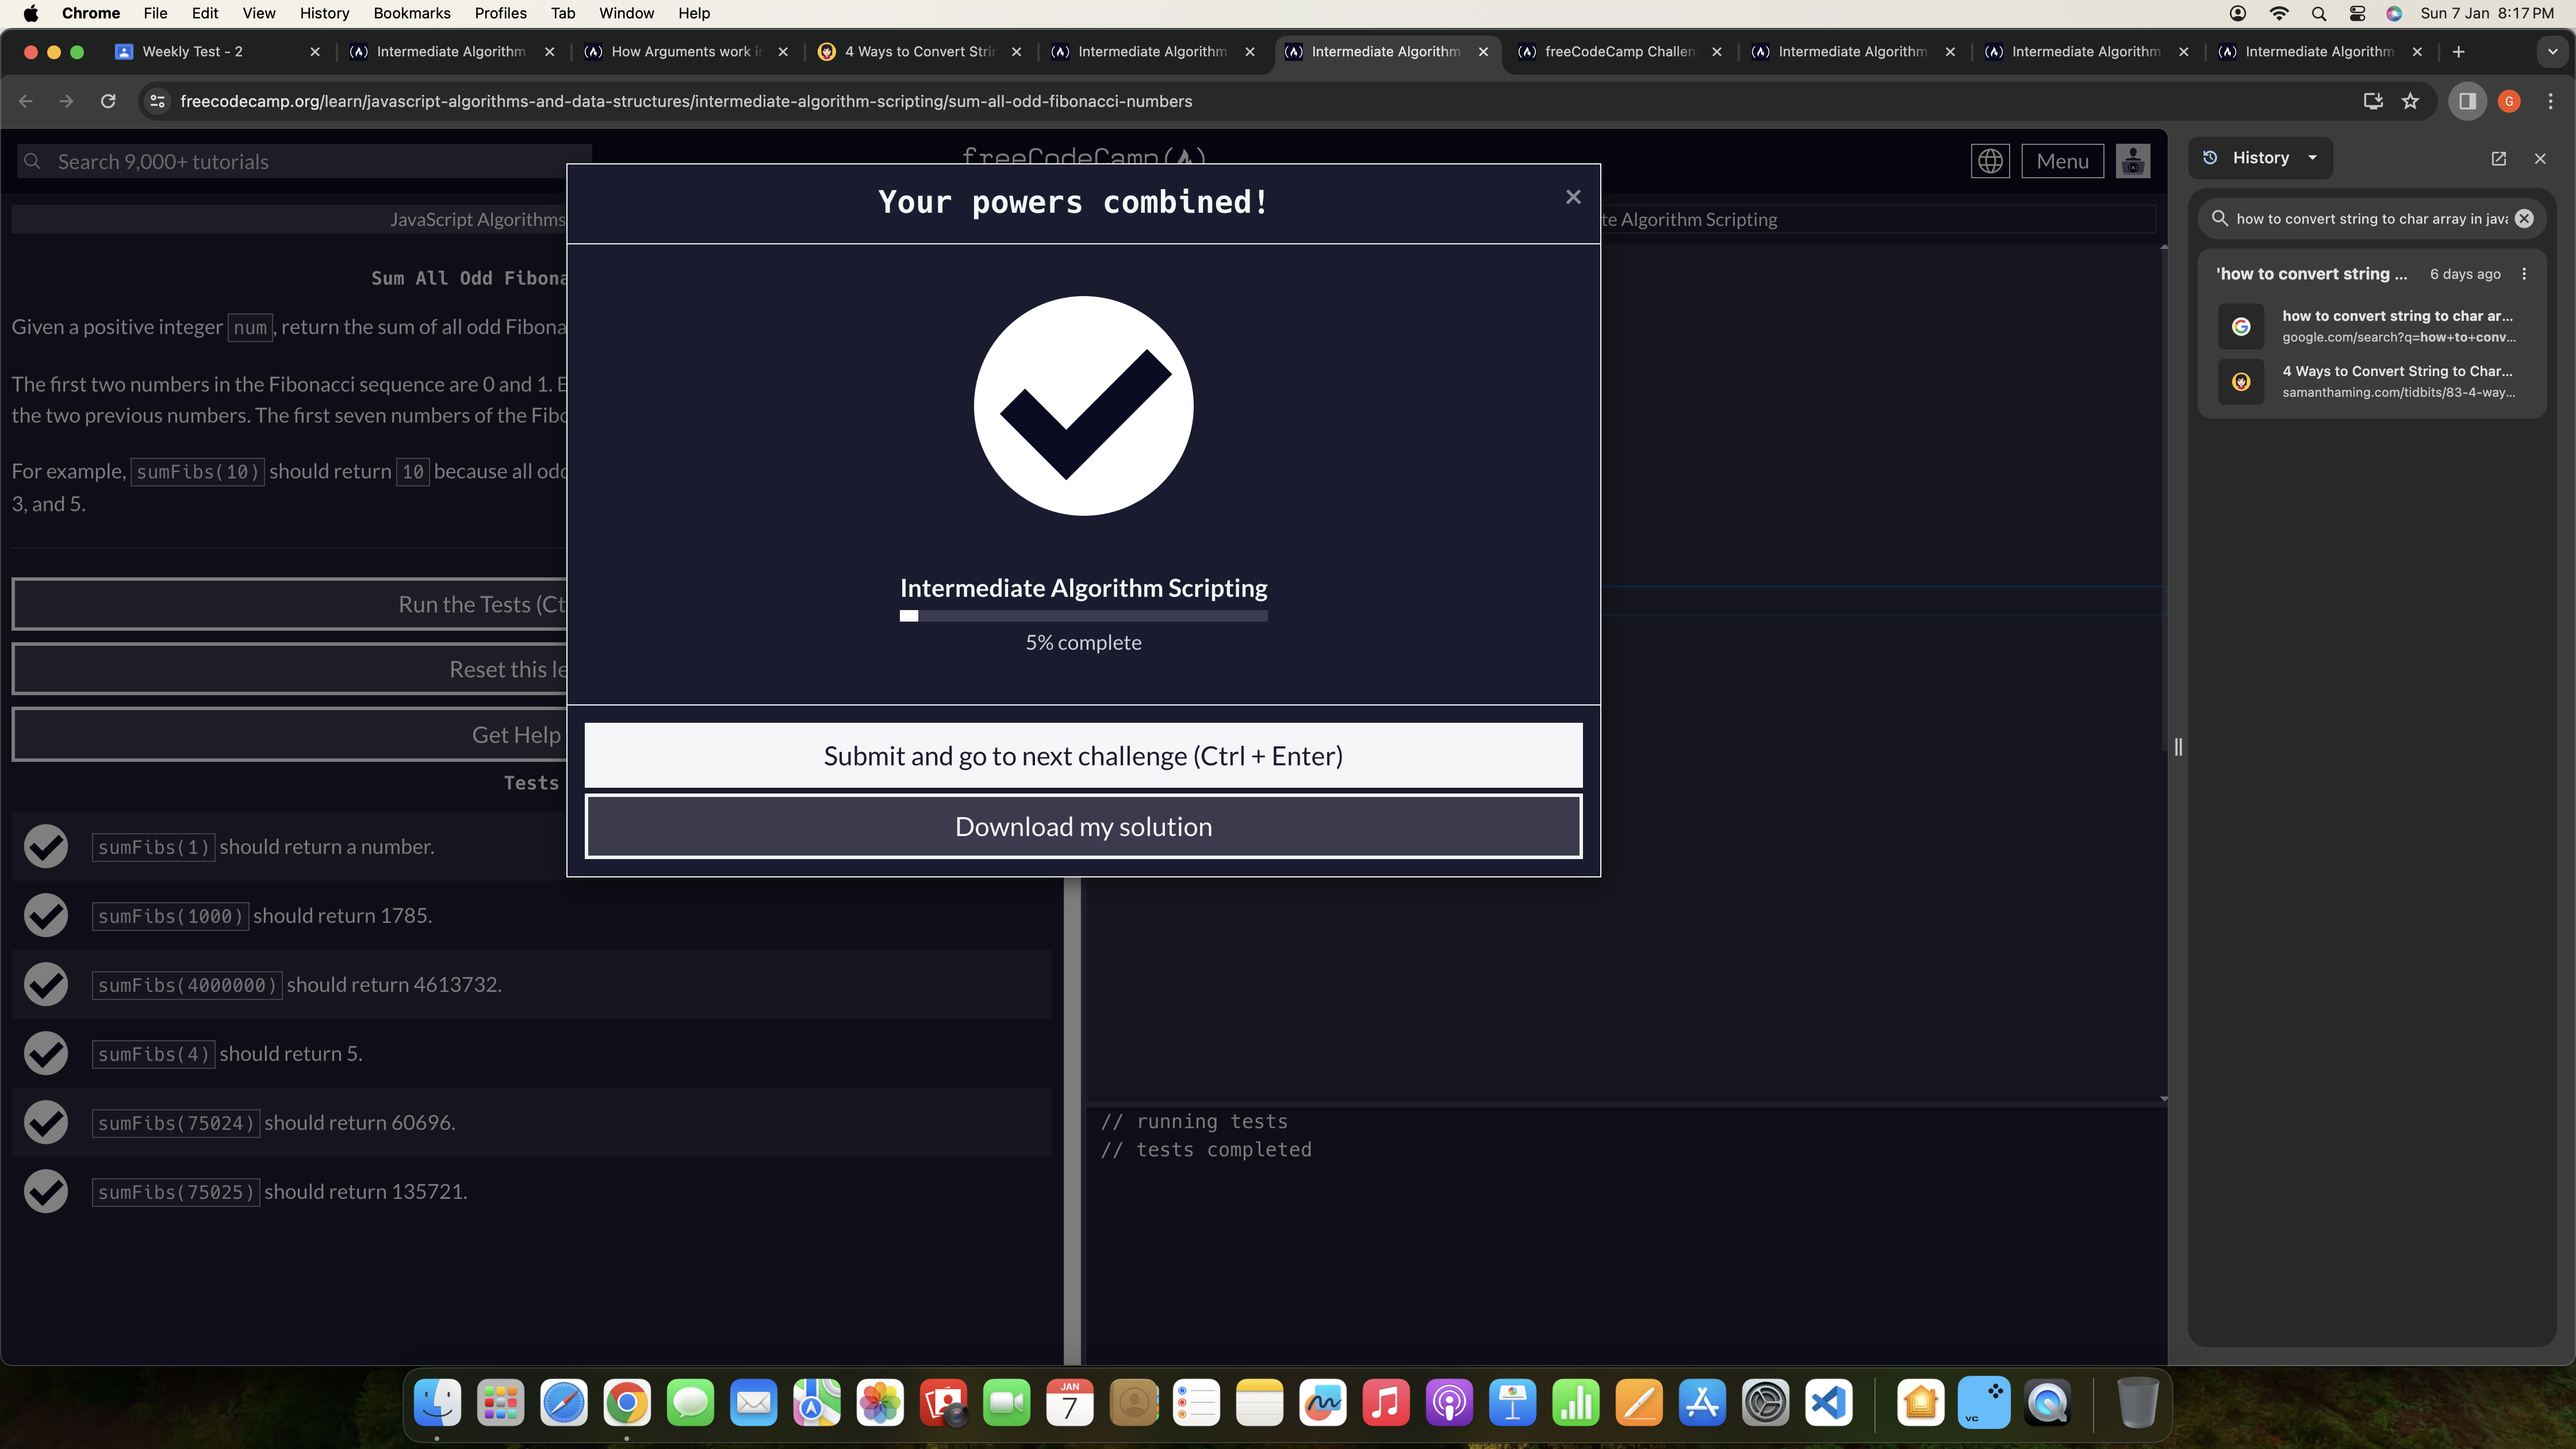 Chrome File Edit View History Bookmarks Profiles Tab Window Help Sun 7 Jan 8:17 PM
Weekly Test - 2 Intermediate Algorithm How Arguments work in 4 Ways to Convert Strin Intermediate Algorithm Intermediate Algorithm freeCodeCamp Challen Intermediate Algorithm Intermediate Algorithm Intermediate Algorithm
freecodecamp.org/learn/javascript-algorithms-and-data-structures/intermediate-algorithm-scripting/sum-all-odd-fibonacci-numbers G
Search 9,000+ tutorials
freeCodeCamp
Menu
JavaScript Algorithms
te Algorithm Scripting
Sum All Odd Fibona
Given a positive integer num, return the sum of all odd Fibona
The first two numbers in the Fibonacci sequence are 0 and 1. E
the two previous numbers. The first seven numbers of the Fibo
For example, sumFibs(10) should return 10 because all odd
3, and 5.
Run the Tests (Ct
Reset this le
Get Help
Tests
sumFibs(1) should return a number.
sumFibs(1000) should return 1785.
sumFibs(4000000) should return 4613732.
sumFibs(4) should return 5.
sumFibs(75024) should return 60696.
sumFibs(75025) should return 135721.
Your powers combined!
Intermediate Algorithm Scripting
5% complete
Submit and go to next challenge (Ctrl + Enter)
Download my solution
// running tests
// tests completed
History
how to convert string to char array in java
'how to convert string ... 6 days ago
how to convert string to char ar...
google.com/search?q=how+to+conv...
4 Ways to Convert String to Char...
samanthaming.com/tidbits/83-4-way...
JAN
7
vc